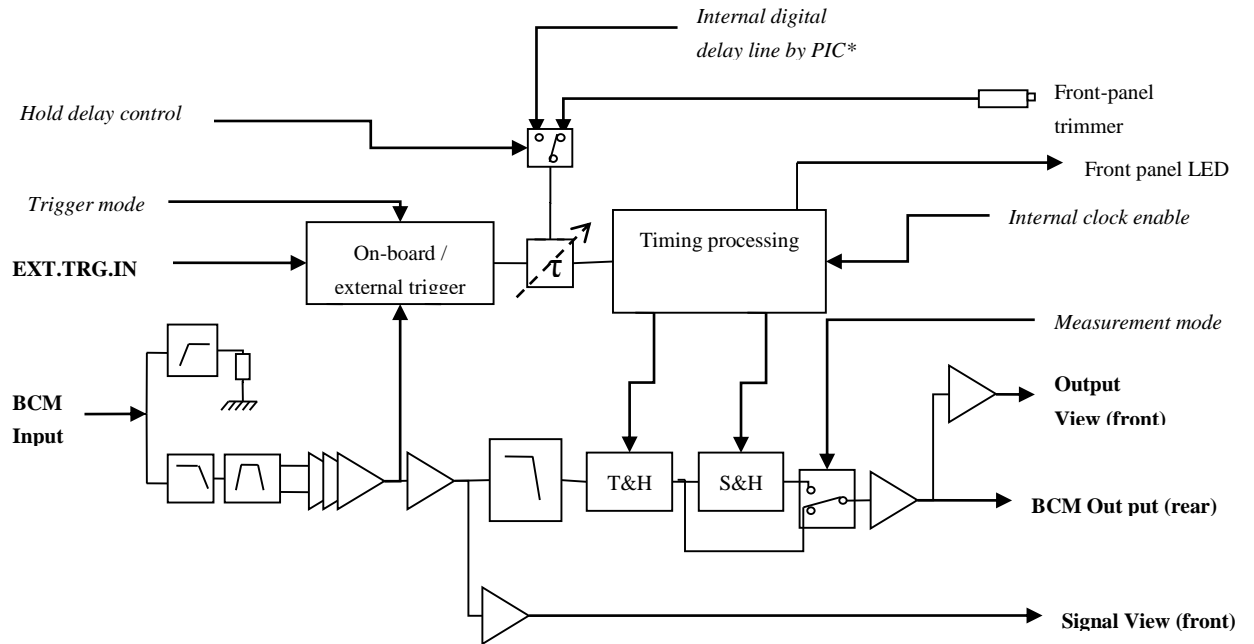 Internal digital
delay line by PIC*
Hold delay control
Front-panel
trimmer
Front panel LED
Trigger mode
Timing processing
Internal clock enable
On-board /
external trigger
τ
EXT.TRG.IN
Measurement mode
BCM
Input
Output
View (front)
T&H
S&H
BCM Out put (rear)
Signal View (front)